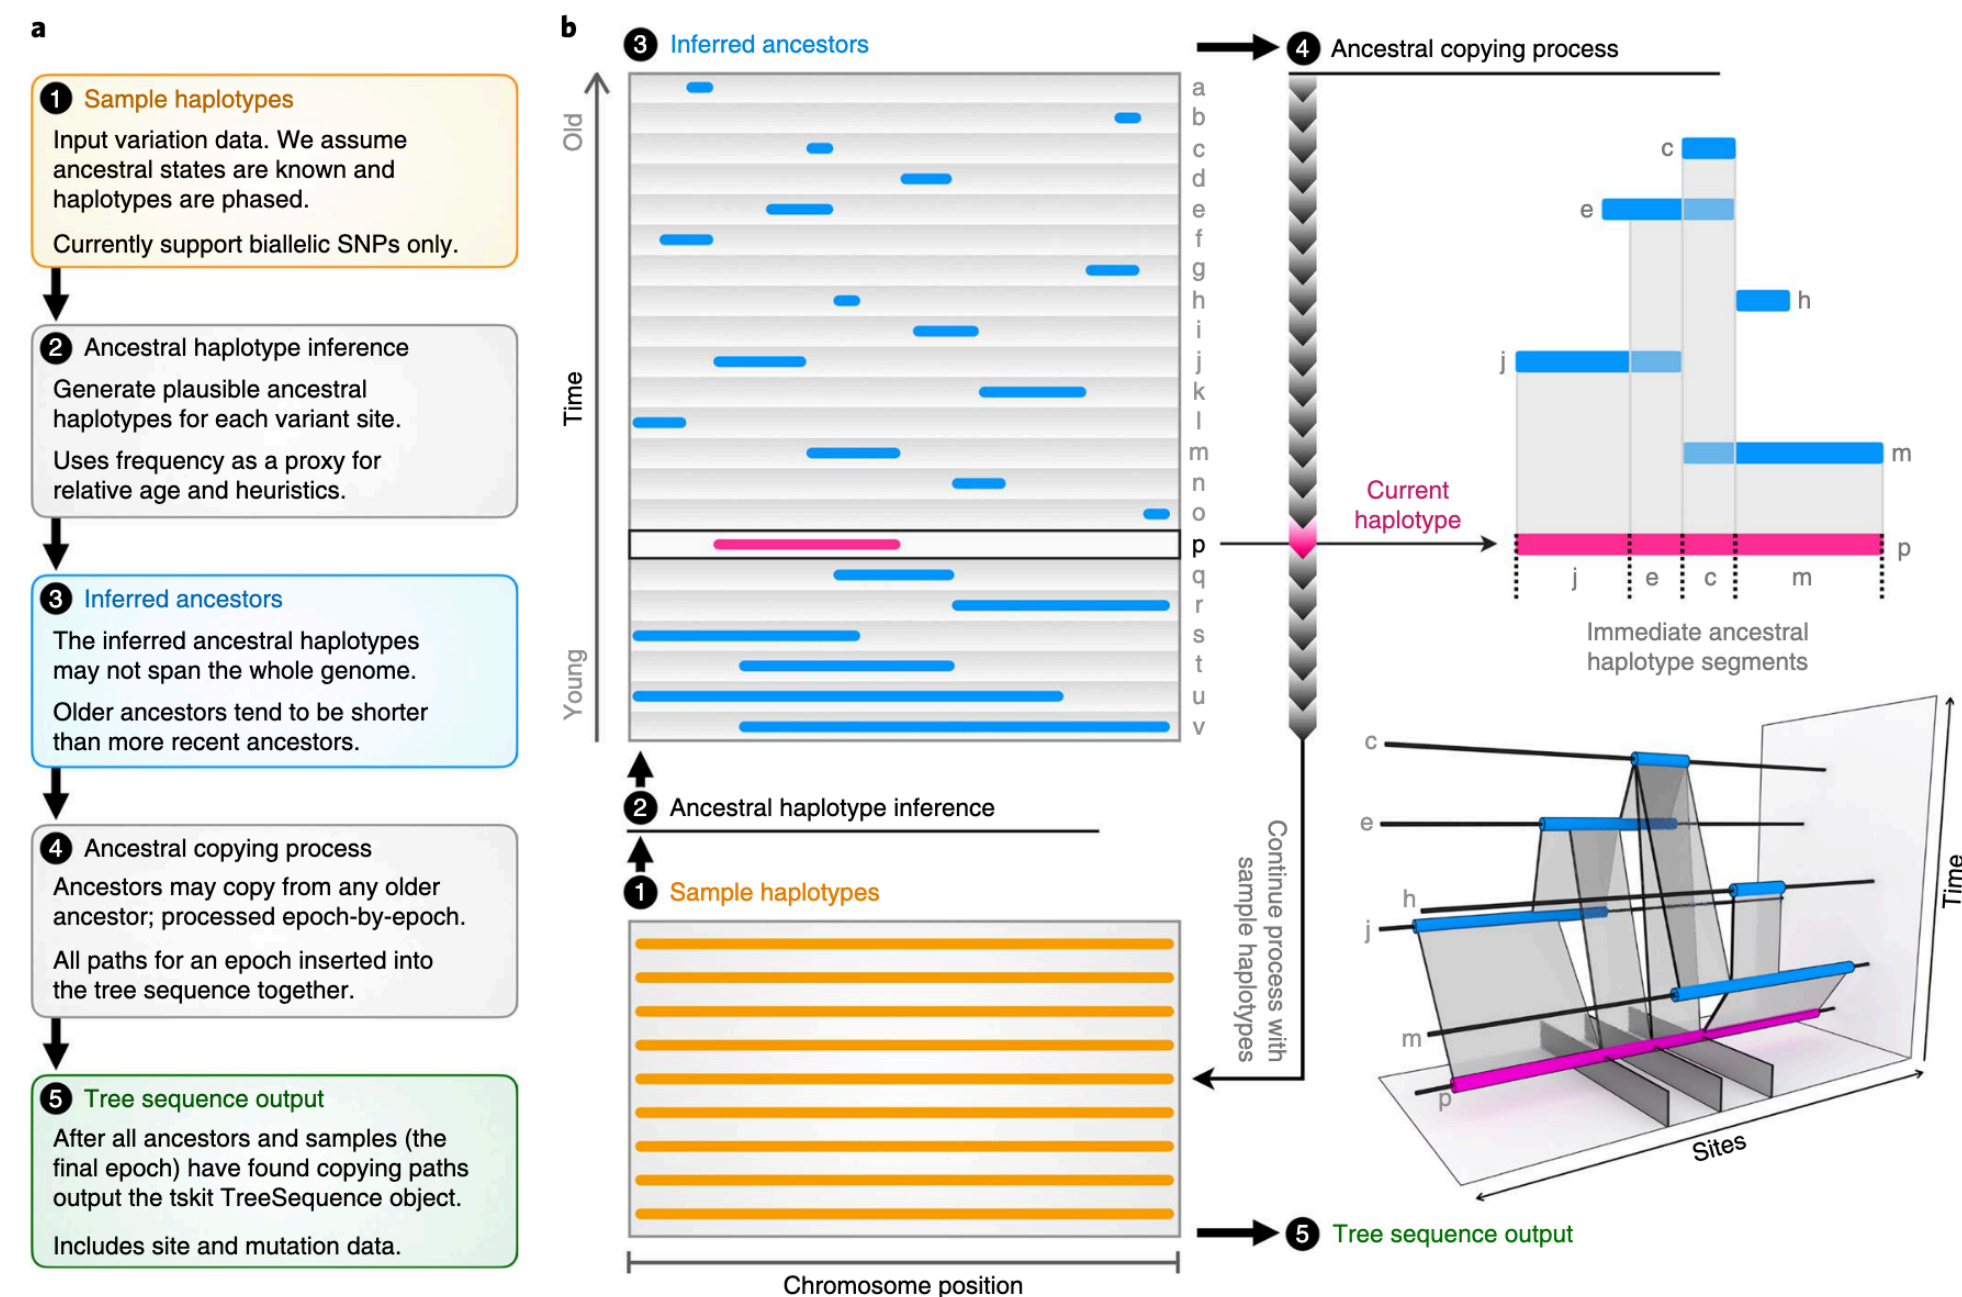 a
1 Sample haplotypes
Input variation data. We assume
ancestral states are known and
haplotypes are phased.
Currently support biallelic SNPs only.
2 Ancestral haplotype inference
Generate plausible ancestral
haplotypes for each variant site.
Uses frequency as a proxy for
relative age and heuristics.
3 Inferred ancestors
The inferred ancestral haplotypes
may not span the whole genome.
Older ancestors tend to be shorter
than more recent ancestors.
4 Ancestral copying process
Ancestors may copy from any older
ancestor; processed epoch-by-epoch.
All paths for an epoch inserted into
the tree sequence together.
5 Tree sequence output
After all ancestors and samples (the
final epoch) have found copying paths
output the tskit TreeSequence object.
Includes site and mutation data.
b
3 Inferred ancestors
Old
Time
Young
a
b
c
d
e
f
g
h
i
j
k
l
m
n
o
p
q
r
s
t
u
v
2 Ancestral haplotype inference
1 Sample haplotypes
Chromosome position
4 Ancestral copying process
Current
haplotype
c
e
h
j
m
p
j e c m
Immediate ancestral
haplotype segments
Continue process with
sample haplotypes
c
e
h
j
m
p
Time
Sites
5 Tree sequence output